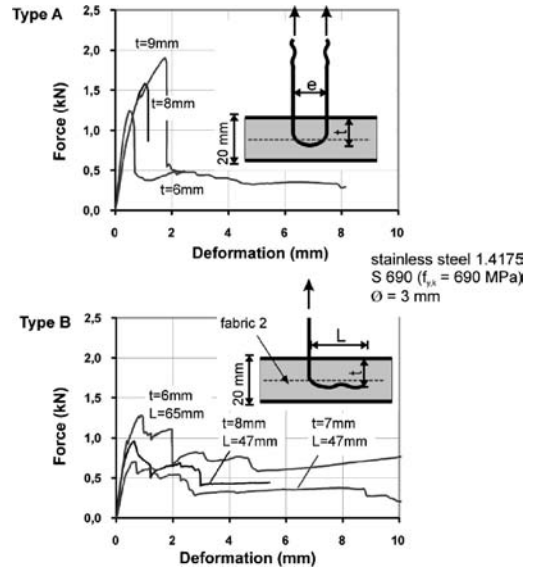 Type A
Force (kN)
2,5
2,0
1,5
1,0
0,5
0,0
t=9mm
t=8mm
t=6mm
e
20 mm
t
0 2 4 6 8 10
Deformation (mm)
stainless steel 1.4175
S 690 (fy,k = 690 MPa)
Ø = 3 mm
Type B
Force (kN)
2,5
2,0
1,5
1,0
0,5
0,0
fabric 2
L
20 mm
t
t=6mm
L=65mm
t=8mm
L=47mm
t=7mm
L=47mm
0 2 4 6 8 10
Deformation (mm)